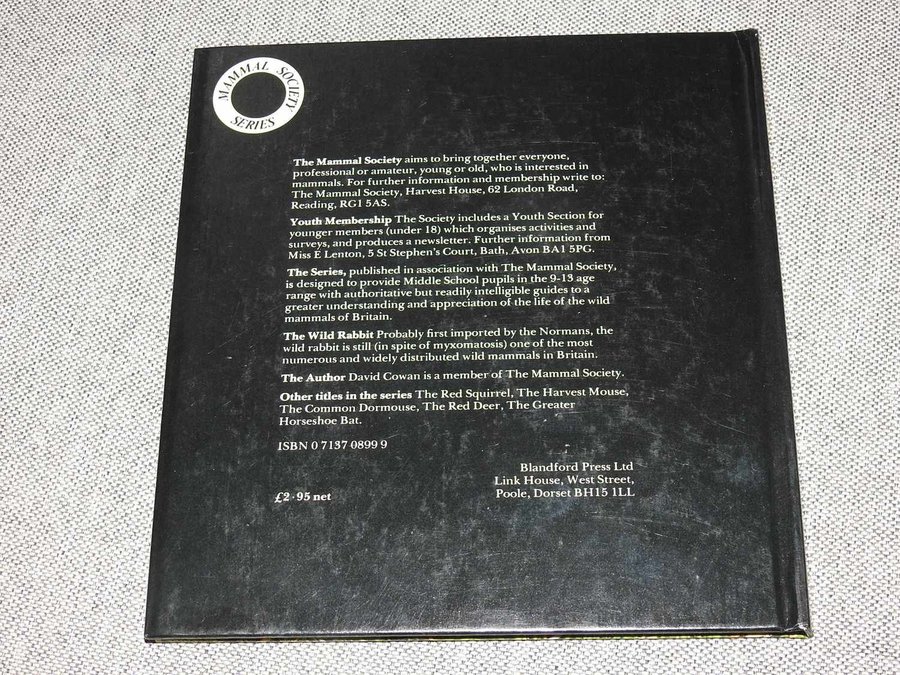 MAMMAL SOCIETY SERIES
The Mammal Society aims to bring together everyone,
professional or amateur, young or old, who is interested in
mammals. For further information and membership write to:
The Mammal Society, Harvest House, 62 London Road,
Reading, RG1 5AS.
Youth Membership The Society includes a Youth Section for
younger members (under 18) which organises activities and
surveys, and produces a newsletter. Further information from
Miss E Lenton, 5 St Stephen's Court, Bath, Avon BA1 5PG.
The Series, published in association with The Mammal Society,
is designed to provide Middle School pupils in the 9-13 age
range with authoritative but readily intelligible guides to a
greater understanding and appreciation of the life of the wild
mammals of Britain.
The Wild Rabbit Probably first imported by the Normans, the
wild rabbit is still (in spite of myxomatosis) one of the most
numerous and widely distributed wild mammals in Britain.
The Author David Cowan is a member of The Mammal Society.
Other titles in the series The Red Squirrel, The Harvest Mouse,
The Common Dormouse, The Red Deer, The Greater
Horseshoe Bat.
ISBN 0 7137 0899 9
Blandford Press Ltd
Link House, West Street,
Poole, Dorset BH15 1LL
£2·95 net